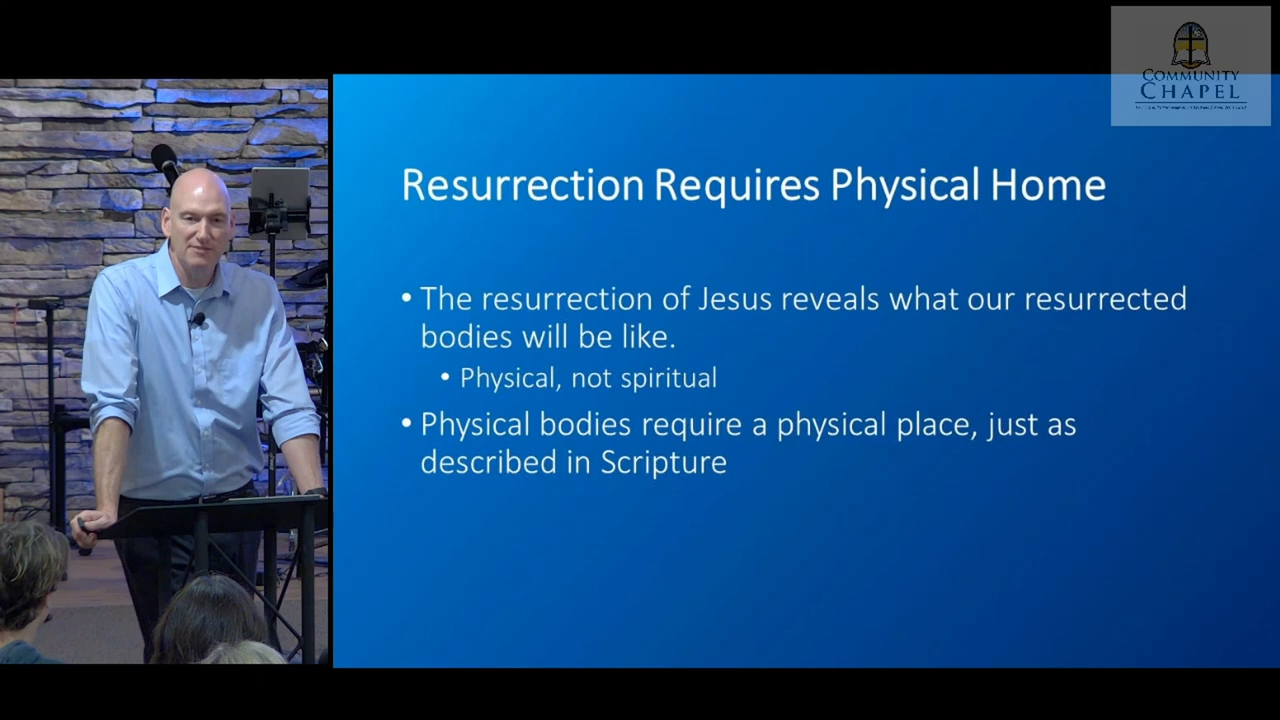 COMMUNITY
CHAPEL
Resurrection Requires Physical Home
• The resurrection of Jesus reveals what our resurrected
bodies will be like.
• Physical, not spiritual
• Physical bodies require a physical place, just as
described in Scripture